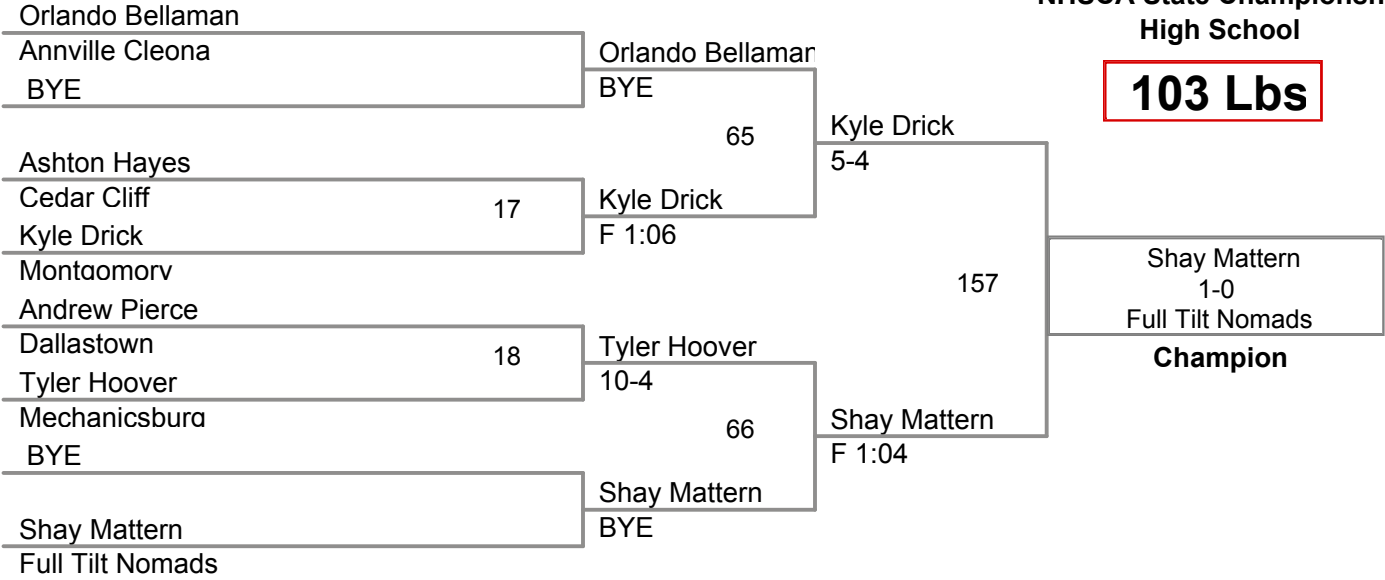 Orlando Bellaman
Annville Cleona
BYE
Ashton Hayes
Cedar Cliff
17
Kyle Drick
Montgomery
Andrew Pierce
Dallastown
18
Tyler Hoover
Mechanicsburg
BYE
Shay Mattern
Full Tilt Nomads
Orlando Bellaman
BYE
65
Kyle Drick
F 1:06
Tyler Hoover
10-4
66
Shay Mattern
BYE
Kyle Drick
5-4
157
Shay Mattern
F 1:04
State
High School
103 Lbs
Shay Mattern
1-0
Full Tilt Nomads
Champion